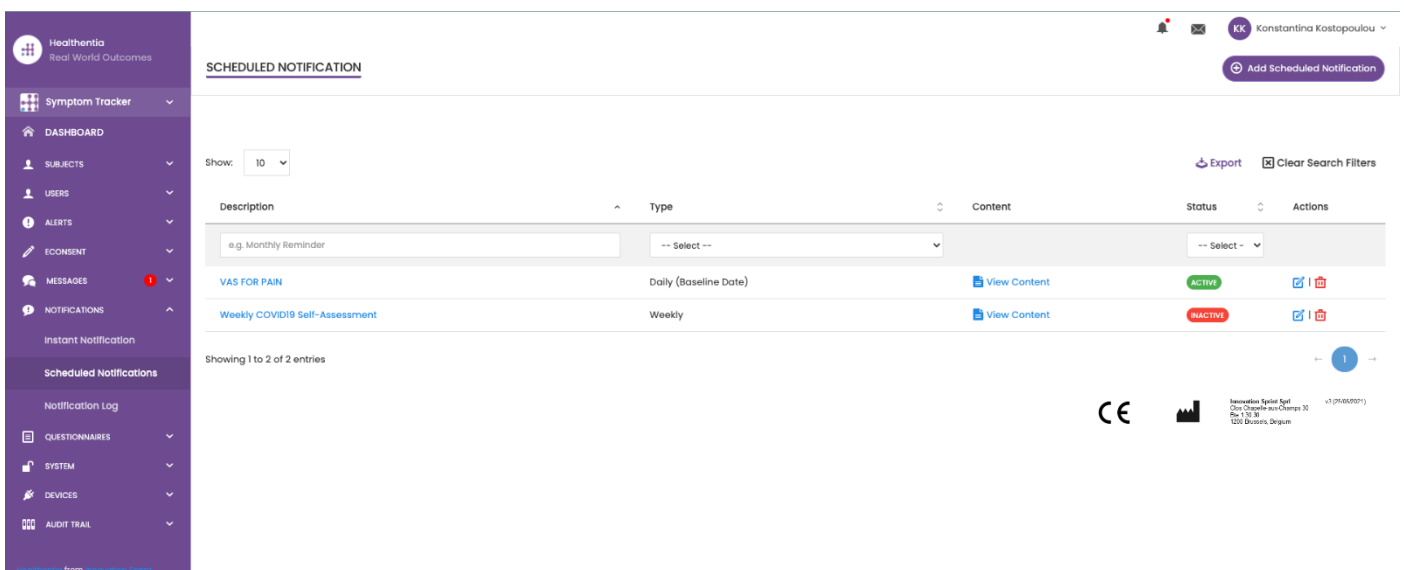 Healthentia
Real World Outcomes
KK Konstantina Kostopoulou
SCHEDULED NOTIFICATION
Add Scheduled Notification
Symptom Tracker
DASHBOARD
SUBJECTS
USERS
ALERTS
ECONSENT
MESSAGES 1
NOTIFICATIONS
Instant Notification
Scheduled Notifications
Notification Log
QUESTIONNAIRES
SYSTEM
DEVICES
AUDIT TRAIL
Show: 10
Export Clear Search Filters
Description Type Content Status Actions
e.g. Monthly Reminder -- Select -- -- Select -
VAS FOR PAIN Daily (Baseline Date) View Content ACTIVE |
Weekly COVID19 Self-Assessment Weekly View Content INACTIVE |
Showing 1 to 2 of 2 entries ← 1 →
CE
Innovation Sprint Sprl
Clos Chapelle-aux-Champs 30
Bte 1.30.30
1200 Brussels, Belgium